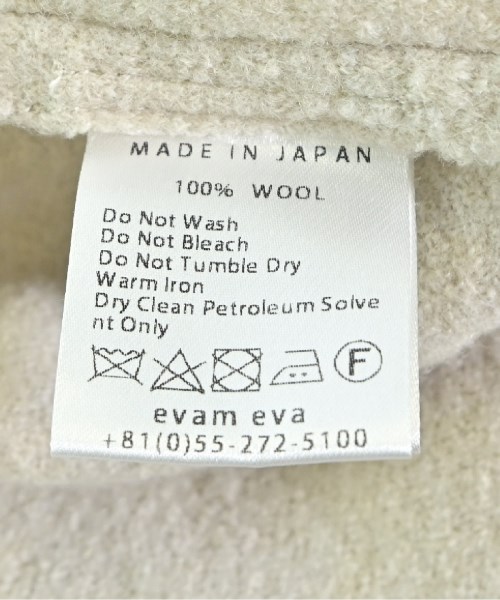 MADE IN JAPAN
100% WOOL
Do Not Wash
Do Not Bleach
Do Not Tumble Dry
Warm Iron
Dry Clean Petroleum Solve
nt Only
F
evam eva
+81(0)55-272-5100